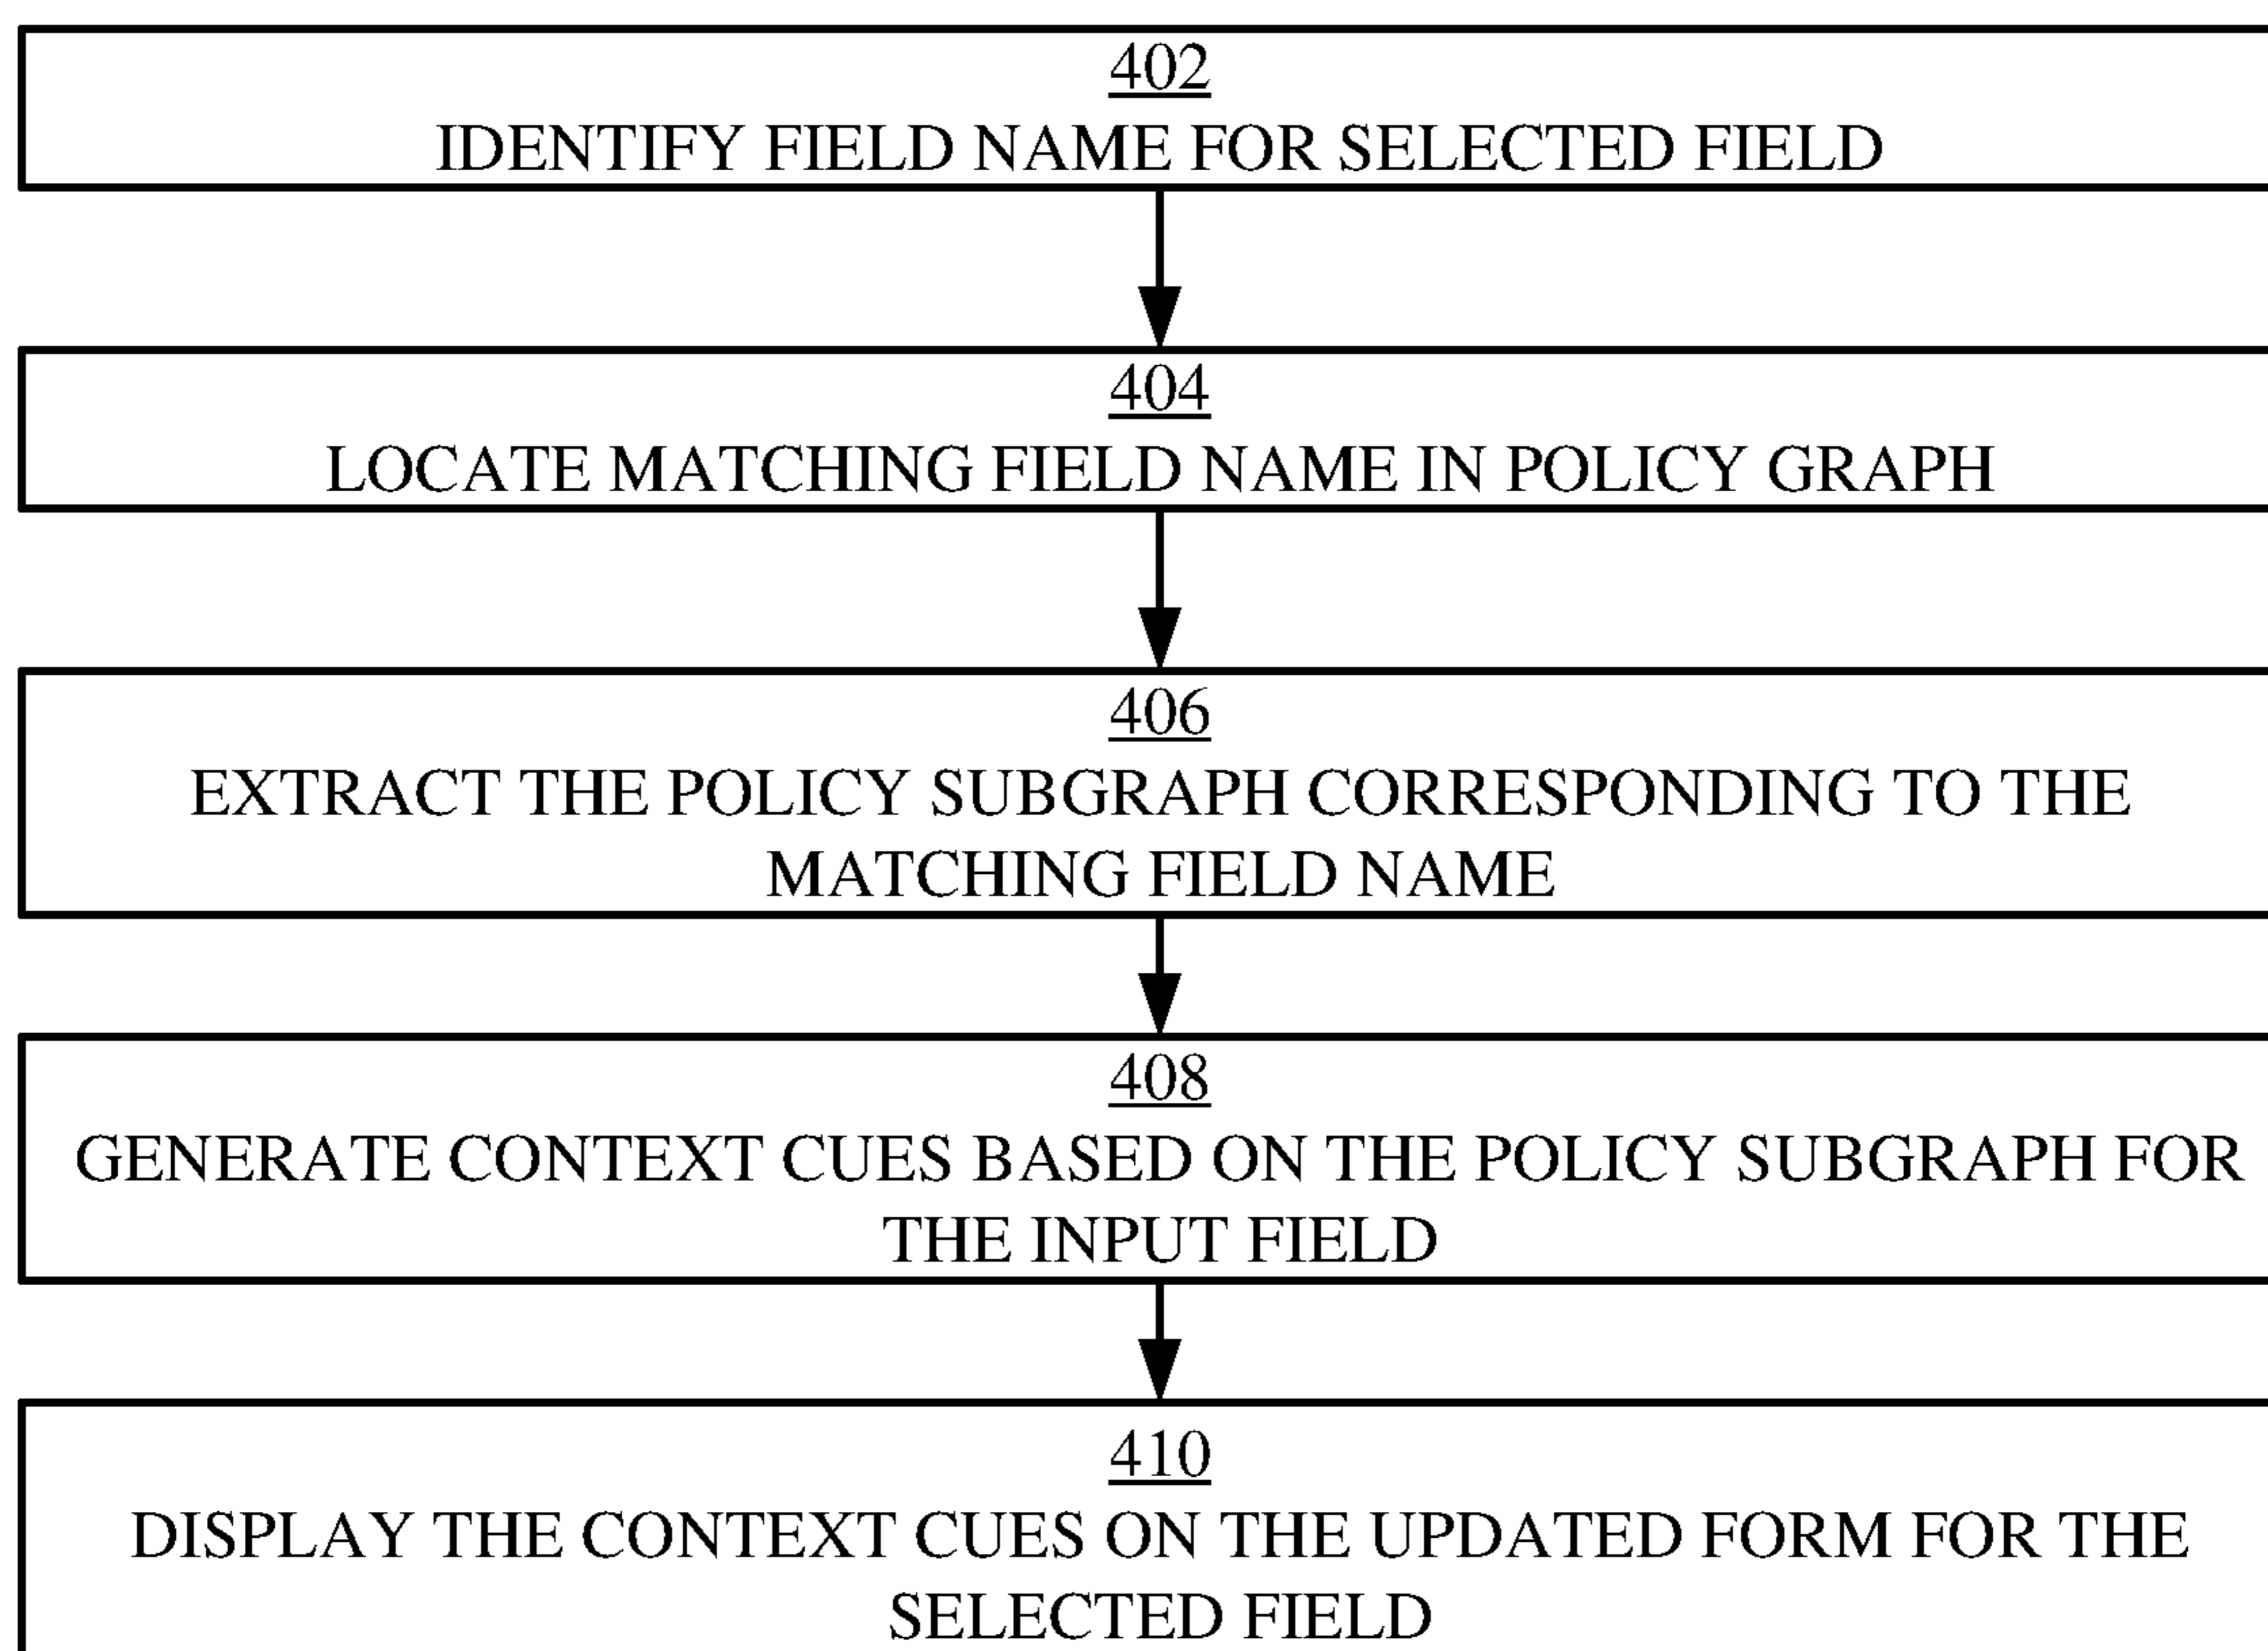 402
IDENTIFY FIELD NAME FOR SELECTED FIELD
404
LOCATE MATCHING FIELD NAME IN POLICY GRAPH
406
EXTRACT THE POLICY SUBGRAPH CORRESPONDING TO THE
MATCHING FIELD NAME
408
GENERATE CONTEXT CUES BASED ON THE POLICY SUBGRAPH FOR
THE INPUT FIELD
410
DISPLAY THE CONTEXT CUES ON THE UPDATED FORM FOR THE
SELECTED FIELD